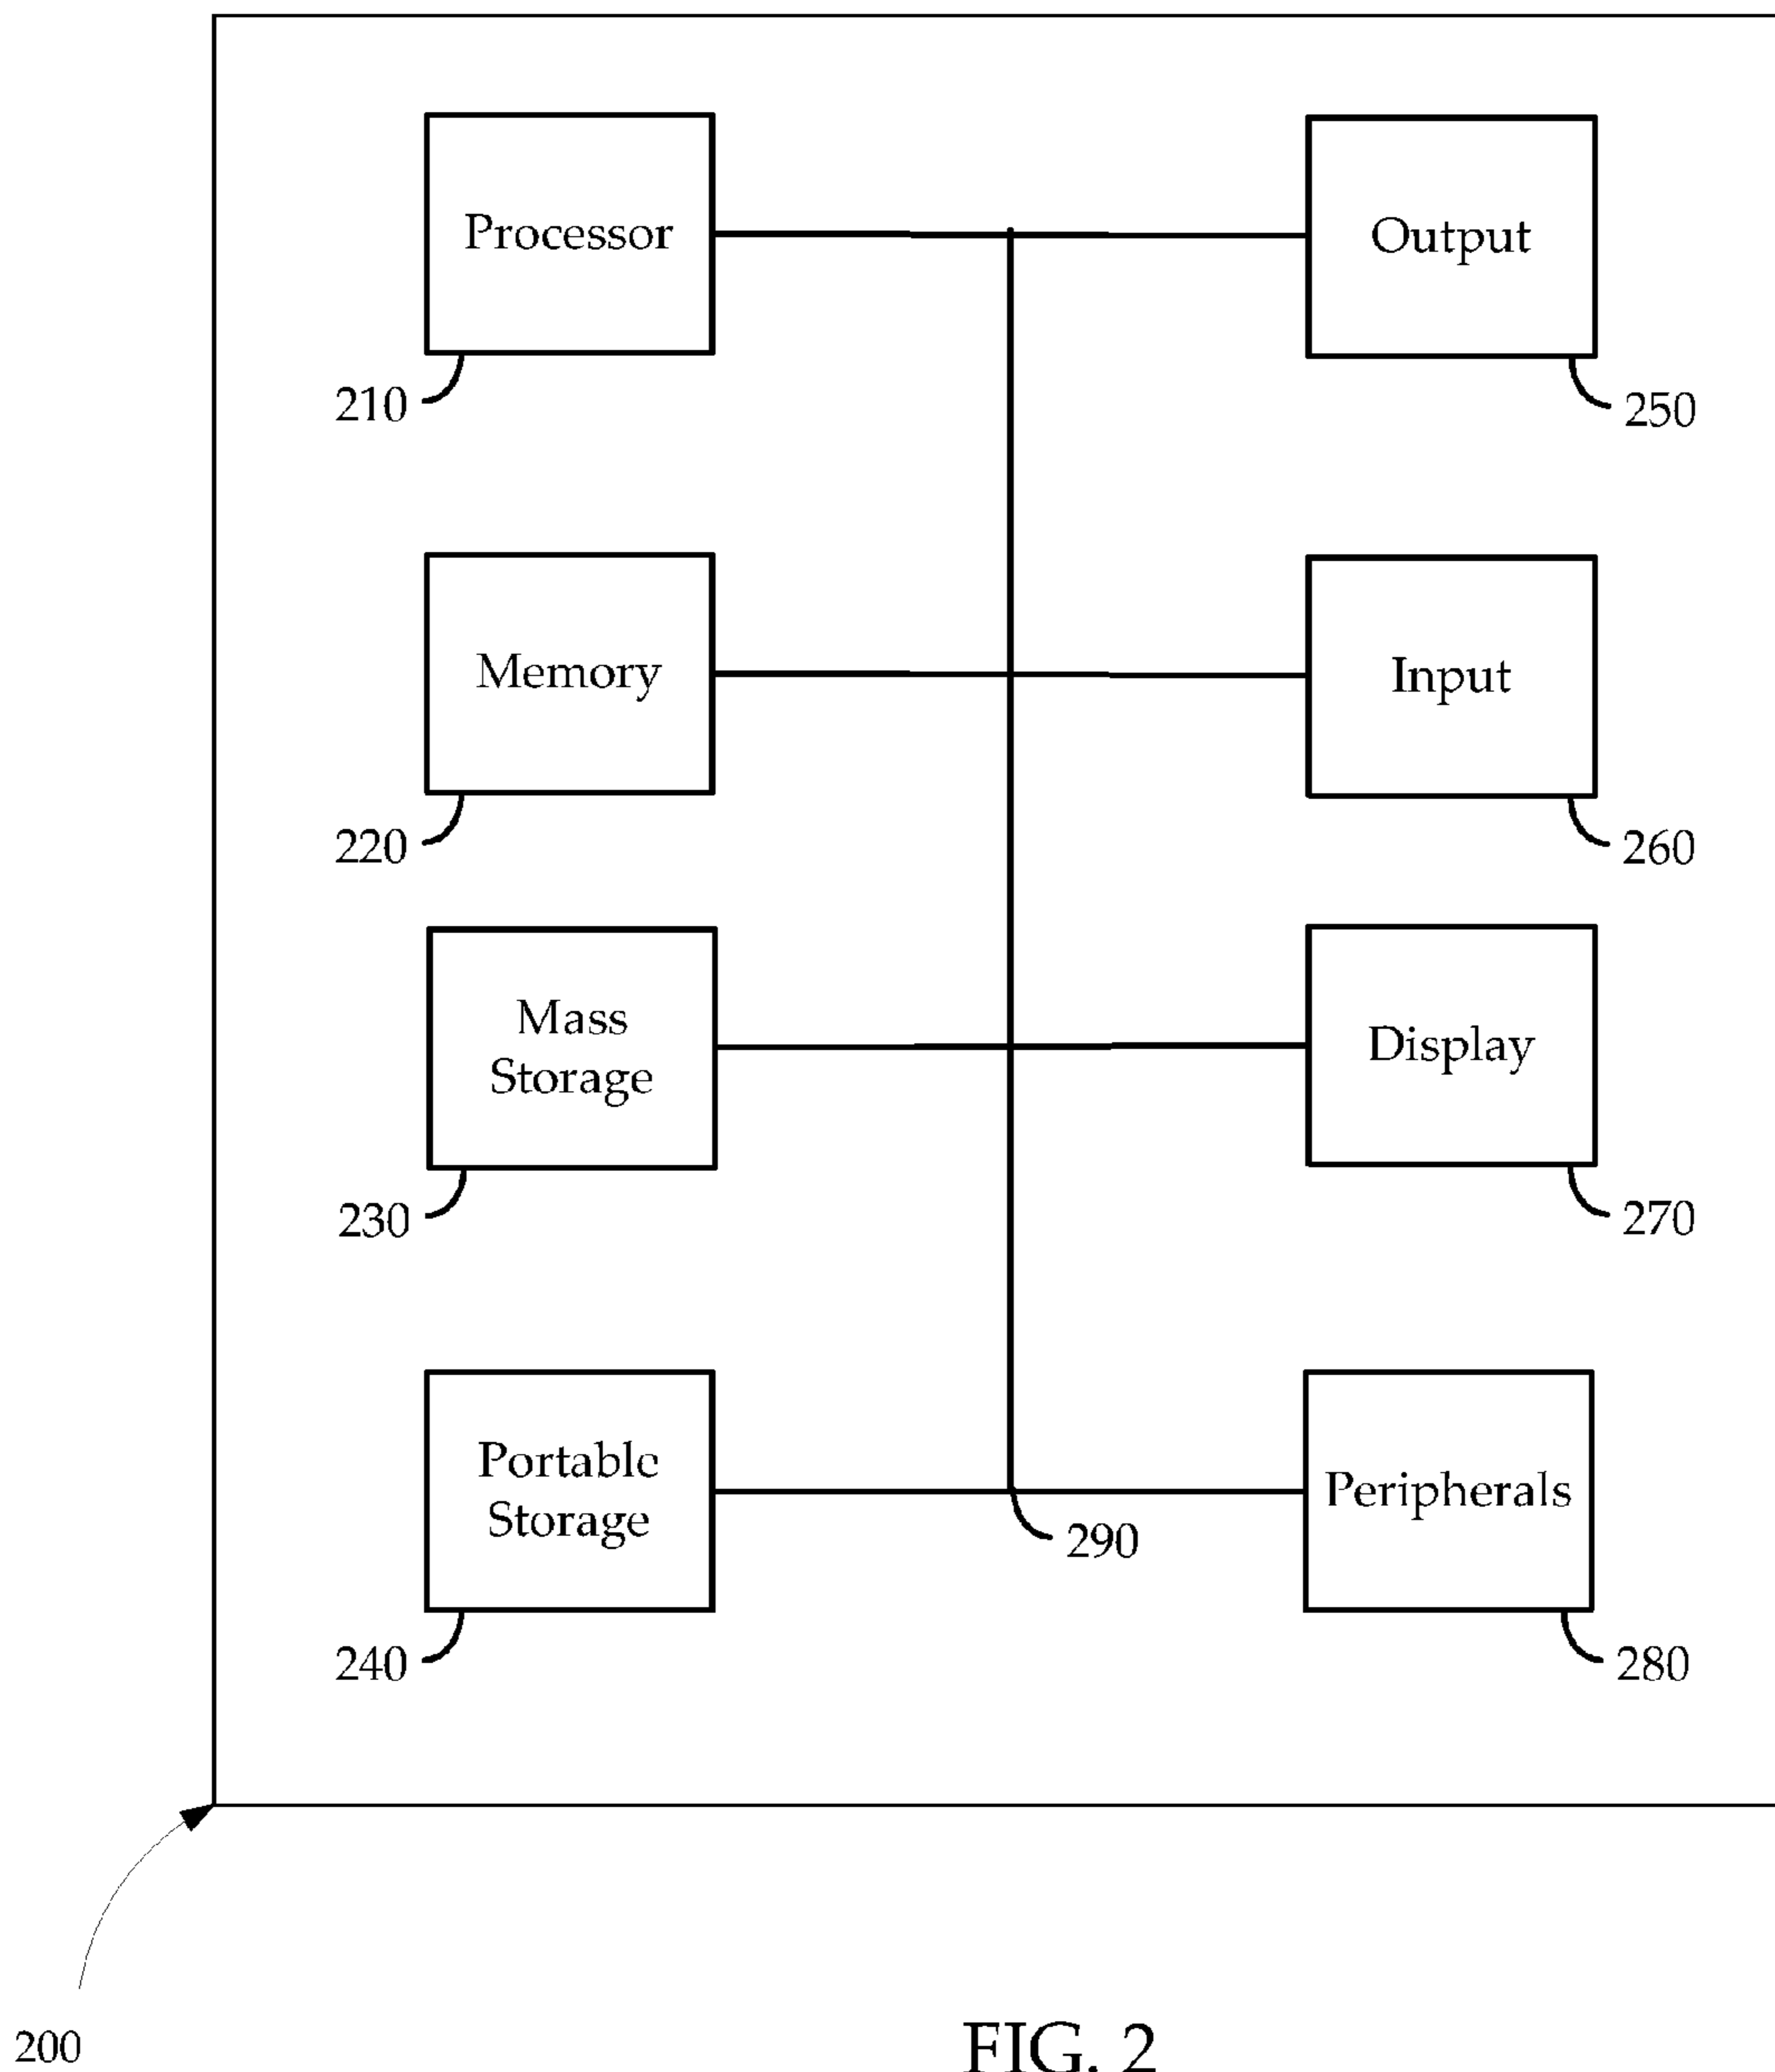 Processor
Output
210
250
Memory
Input
220
260
Mass
Storage
Display
230
270
Portable
Storage
Peripherals
290
240
280
200
FIG. 2